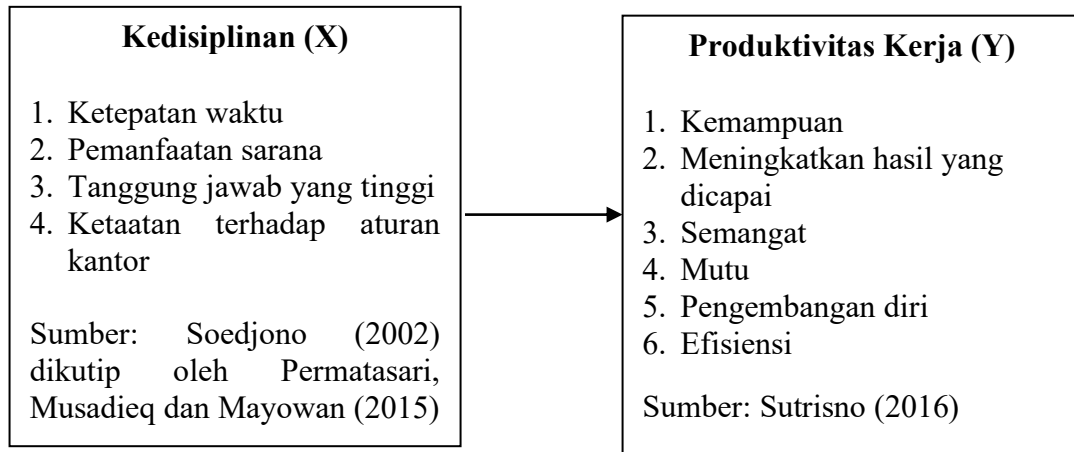 Kedisiplinan (X)
1. Ketepatan waktu
2. Pemanfaatan sarana
3. Tanggung jawab yang tinggi
4. Ketaatan terhadap aturan
kantor
Sumber: Soedjono (2002)
dikutip oleh Permatasari,
Musadieq dan Mayowan (2015)
Produktivitas Kerja (Y)
1. Kemampuan
2. Meningkatkan hasil yang
dicapai
3. Semangat
4. Mutu
5. Pengembangan diri
6. Efisiensi
Sumber: Sutrisno (2016)